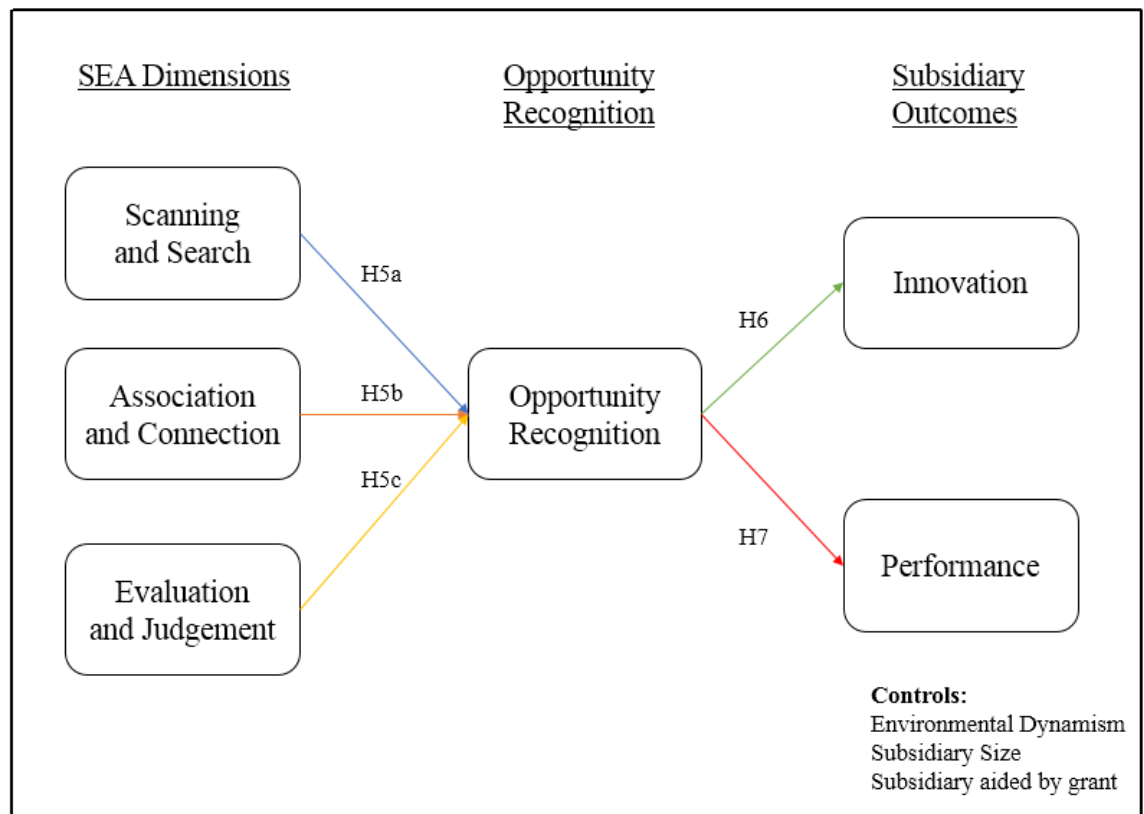 SEA Dimensions
Opportunity
Recognition
Subsidiary
Outcomes
Scanning
and Search
Association
and Connection
Evaluation
and Judgement
H5a
H5b
H5c
Opportunity
Recognition
H6
H7
Innovation
Performance
Controls:
Environmental Dynamism
Subsidiary Size
Subsidiary aided by grant